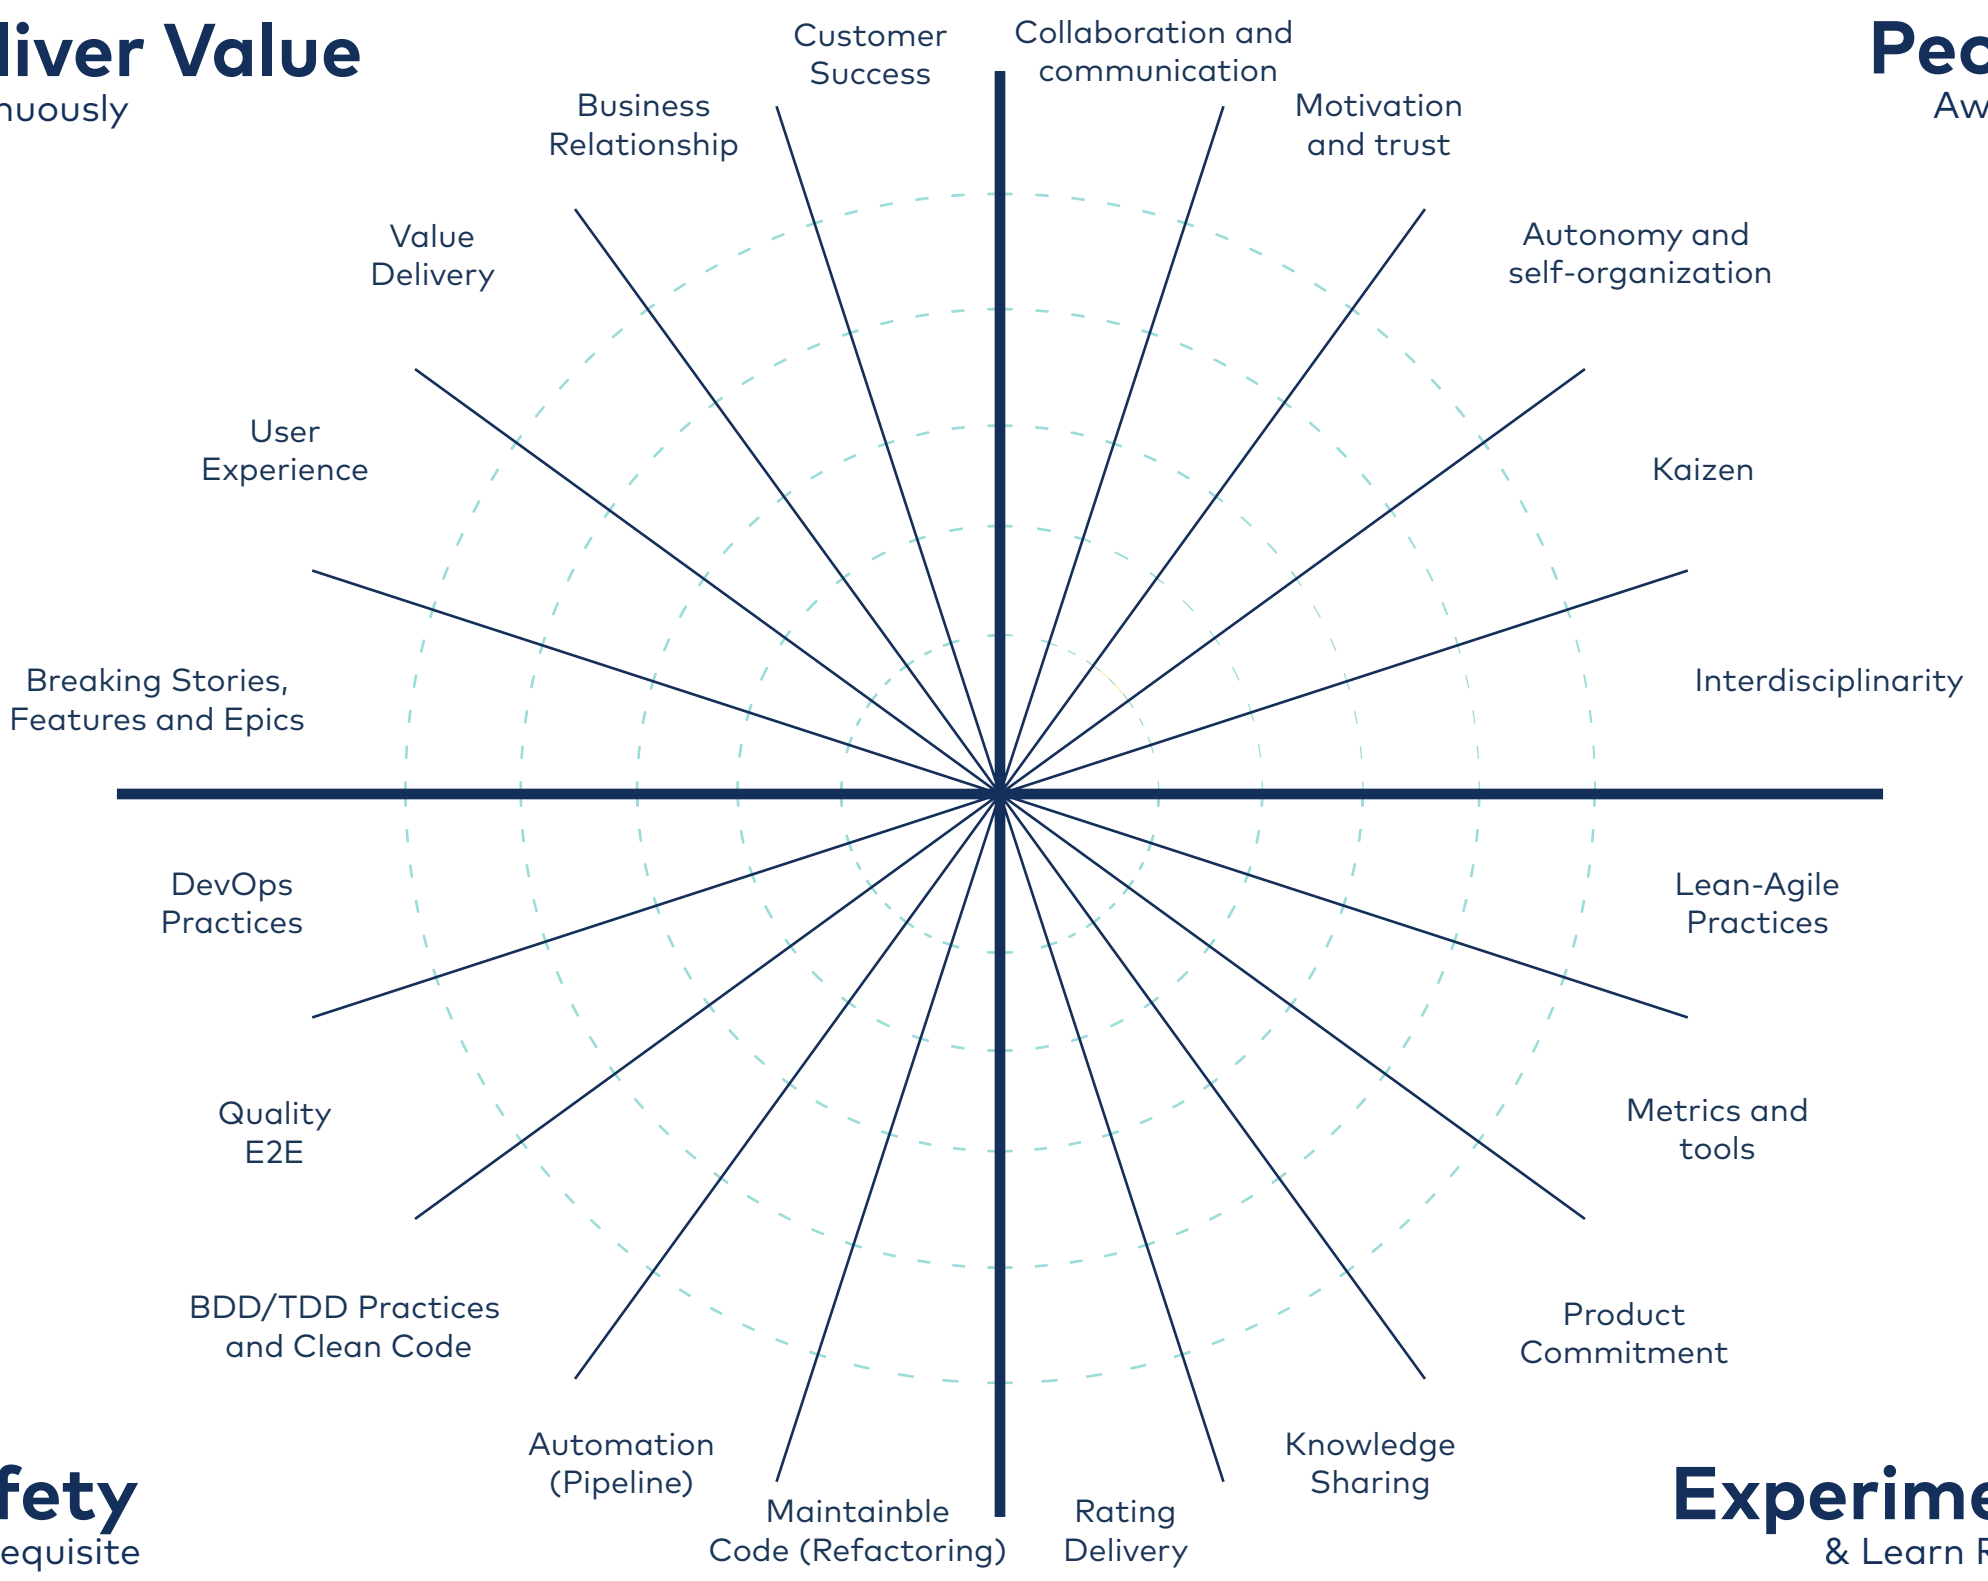 liver Value
nuously
Customer
Success
Collaboration and
communication
Peo
Aw
Business
Relationship
Motivation
and trust
Value
Delivery
Autonomy and
self-organization
User
Experience
Kaizen
Breaking Stories,
Features and Epics
Interdisciplinarity
DevOps
Practices
Lean-Agile
Practices
Quality
E2E
Metrics and
tools
BDD/TDD Practices
and Clean Code
Product
Commitment
Automation
(Pipeline)
Knowledge
Sharing
Maintainble
Code (Refactoring)
Rating
Delivery
fety
equisite
Experime
& Learn R